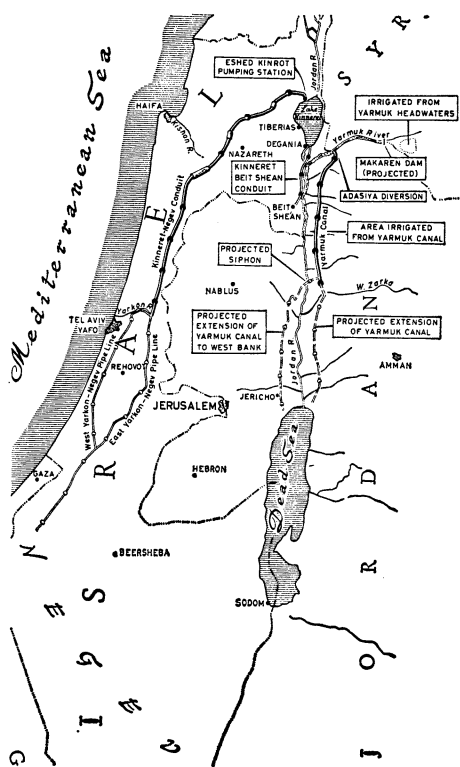 Mediterranean Sea
SYR
L
E
A
R
S
I
N
E
G
E
V
G
N
A
D
R
O
J
ESHED KINROT
PUMPING STATION
Jordan R.
Lake
Kinneret
HAIFA
Kishon R.
TIBERIAS
DEGANIA
NAZARETH
Yarmuk River
IRRIGATED FROM
YARMUK HEADWATERS
MAKAREN DAM
(PROJECTED)
KINNERET
BEIT SHEAN
CONDUIT
ADASIYA DIVERSION
BEIT
SHEAN
Yarmuk Canal
AREA IRRIGATED
FROM YARMUK CANAL
Kinneret-Negev Conduit
PROJECTED
SIPHON
NABLUS
W. Zarka
Yarkon R.
TEL AVIV
YAFO
PROJECTED
EXTENSION OF
YARMUK CANAL
TO WEST BANK
PROJECTED EXTENSION
OF YARMUK CANAL
Jordan R.
AMMAN
REHOVOT
West Yarkon-Negev Pipe Line
East Yarkon-Negev Pipe Line
JERUSALEM
JERICHO
Dead Sea
GAZA
HEBRON
BEERSHEBA
SODOM